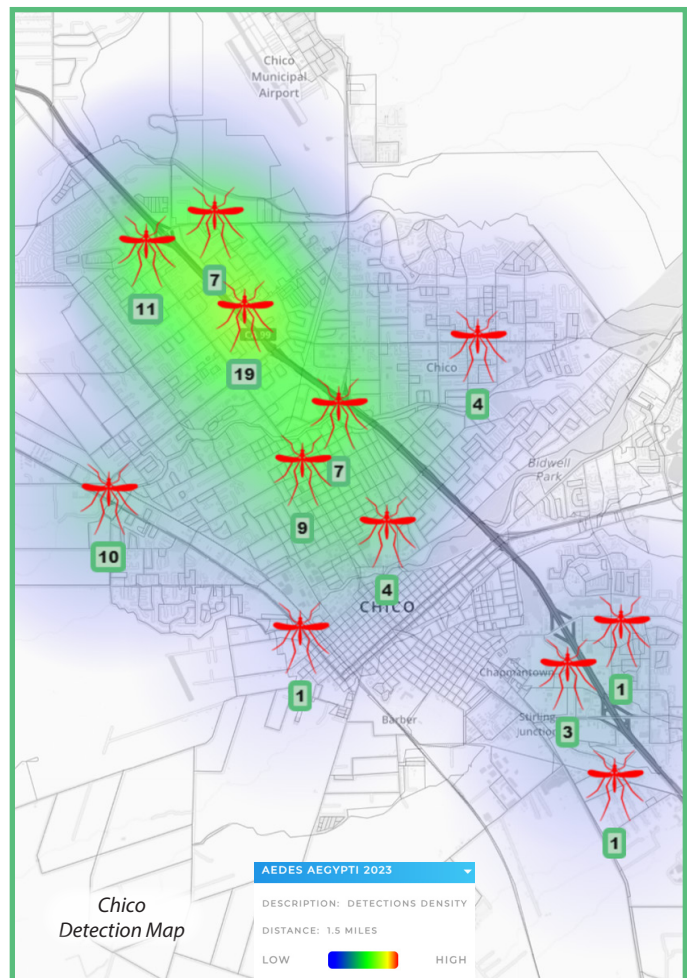 Chico
Municipal
Airport
7
11
19
Chico
4
Bidwell
Park
7
9
10
4
CHICO
1
Chapmantown
1
Stirling
Junction
3
Barber
1
AEDES AEGYPTI 2023
DESCRIPTION: DETECTIONS DENSITY
DISTANCE: 1.5 MILES
LOW HIGH
Chico
Detection Map